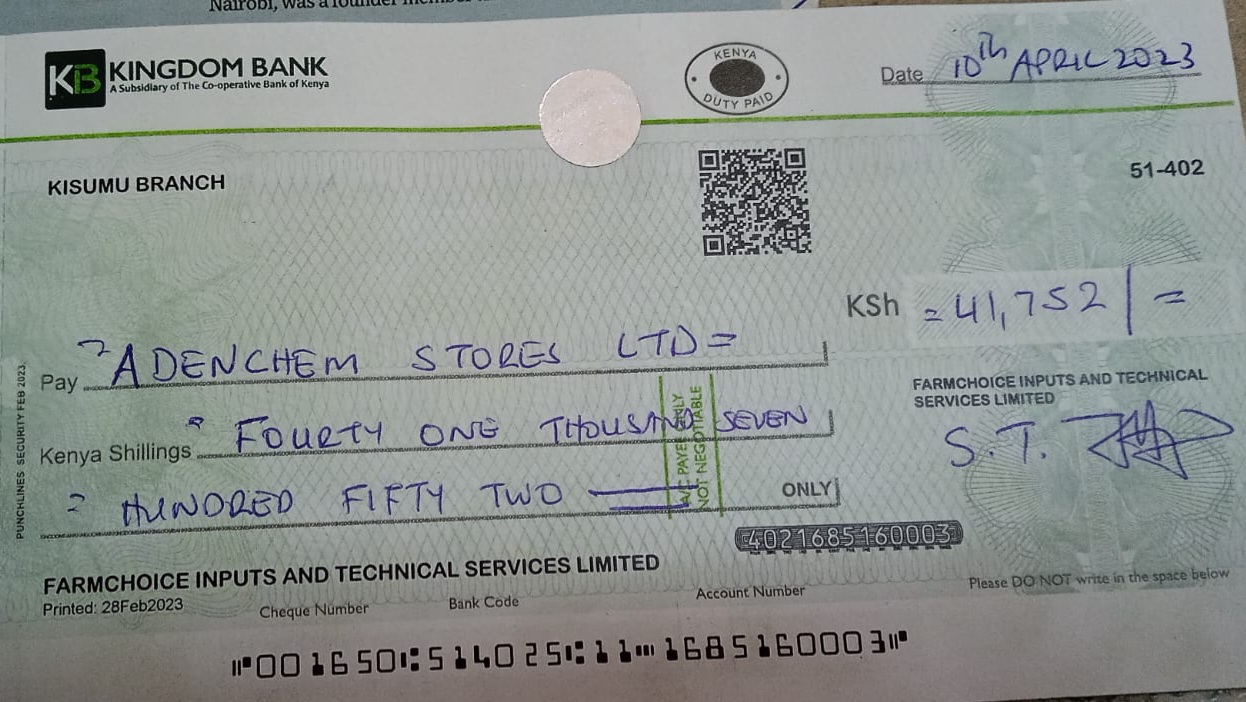 Nairobi, was a founder mem
KB KINGDOM BANK
A Subsidiary of The Co-operative Bank of Kenya
KENYA
DUTY PAID
Date 10th APRIL 2023
KISUMU BRANCH
51-402
KSh = 41,752/=
Pay = ADENCHEM STORES LTD =
FARMCHOICE INPUTS AND TECHNICAL
SERVICES LIMITED
Kenya Shillings = FOURTY ONE THOUSAND SEVEN
S.T.
= HUNDRED FIFTY TWO ONLY
A/C PAYEE ONLY
NOT NEGOTIABLE
PUNCHLINES SECURITY FEB 2023.
4021685160003
FARMCHOICE INPUTS AND TECHNICAL SERVICES LIMITED
Please DO NOT write in the space below
Printed: 28Feb2023
Cheque Number Bank Code Account Number
⑈001650⑆514025⑆11⑉1685160003⑈